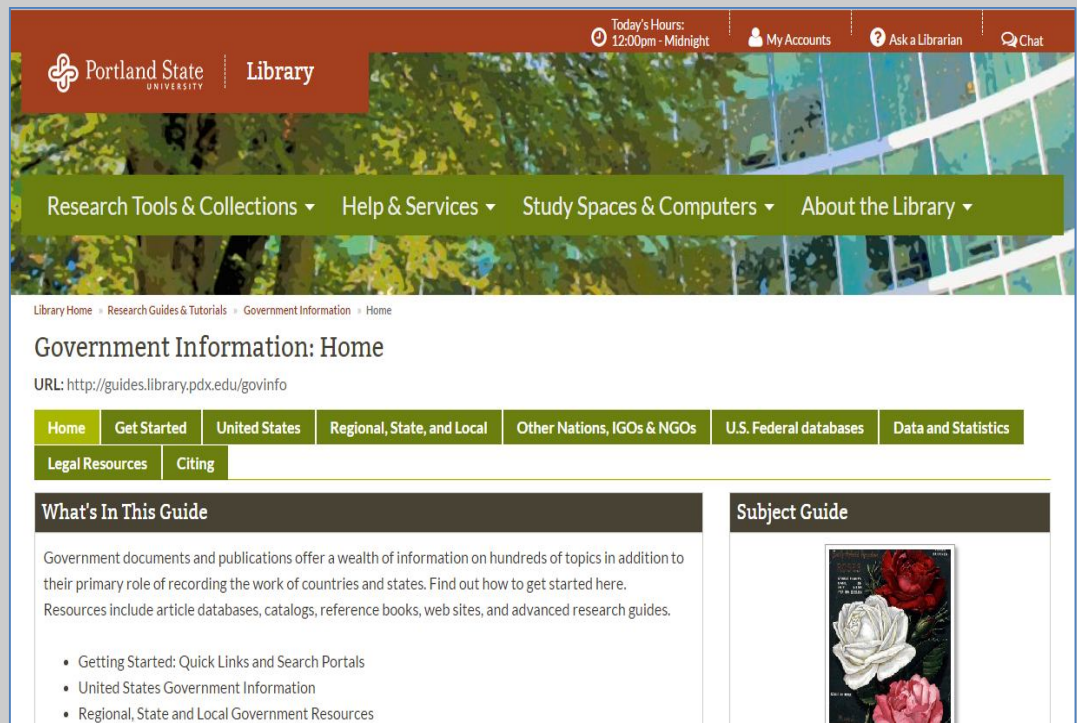 Today's Hours:
12:00pm - Midnight
My Accounts
Ask a Librarian
Chat
Portland State
UNIVERSITY
Library
Research Tools & Collections
Help & Services
Study Spaces & Computers
About the Library
Library Home » Research Guides & Tutorials » Government Information » Home
Government Information: Home
URL: http://guides.library.pdx.edu/govinfo
Home
Get Started
United States
Regional, State, and Local
Other Nations, IGOs & NGOs
U.S. Federal databases
Data and Statistics
Legal Resources
Citing
What's In This Guide
Government documents and publications offer a wealth of information on hundreds of topics in addition to
their primary role of recording the work of countries and states. Find out how to get started here.
Resources include article databases, catalogs, reference books, web sites, and advanced research guides.
• Getting Started: Quick Links and Search Portals
• United States Government Information
• Regional, State and Local Government Resources
Subject Guide
ROSES